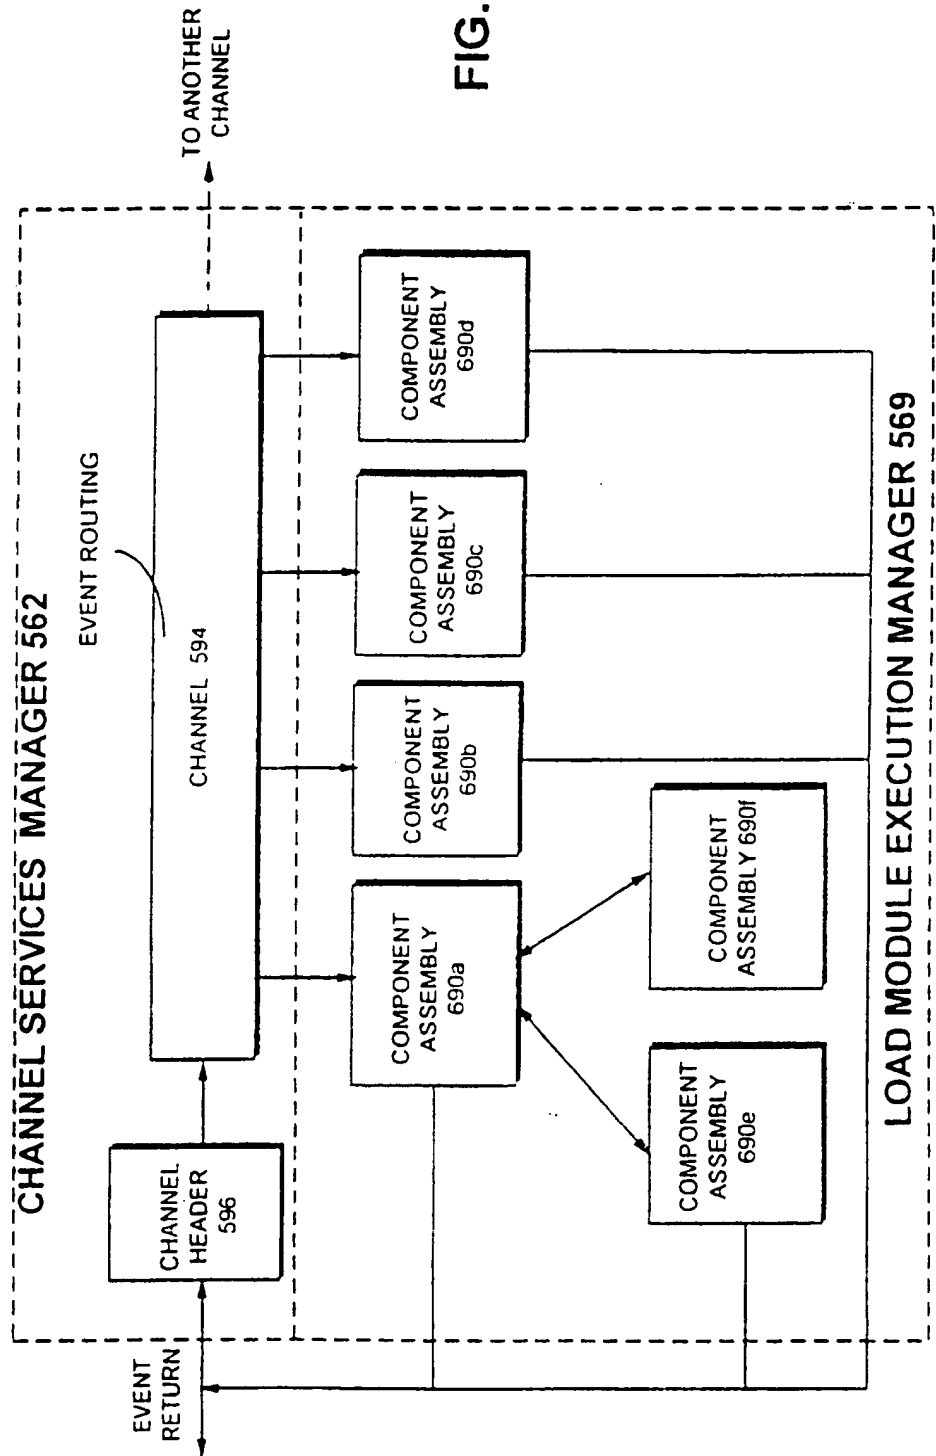 CHANNEL SERVICES MANAGER 562
EVENT ROUTING
EVENT
RETURN
CHANNEL
HEADER
596
CHANNEL 594
TO ANOTHER
CHANNEL
COMPONENT
ASSEMBLY
690a
COMPONENT
ASSEMBLY
690b
COMPONENT
ASSEMBLY
690c
COMPONENT
ASSEMBLY
690d
COMPONENT
ASSEMBLY
690e
COMPONENT
ASSEMBLY 690f
LOAD MODULE EXECUTION MANAGER 569
FIG.